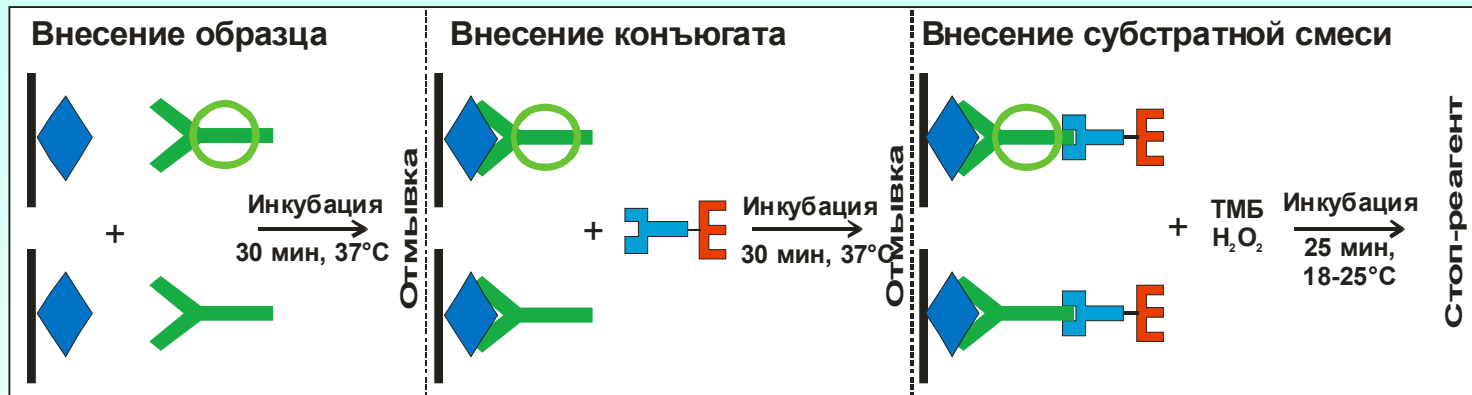 Внесение образца
+
Инкубация
30 мин, 37°C
Отмывка
Внесение конъюгата
+
Инкубация
30 мин, 37°C
Отмывка
Внесение субстратной смеси
+
ТМБ
H₂O₂
Инкубация
25 мин,
18-25°C
Стоп-реагент